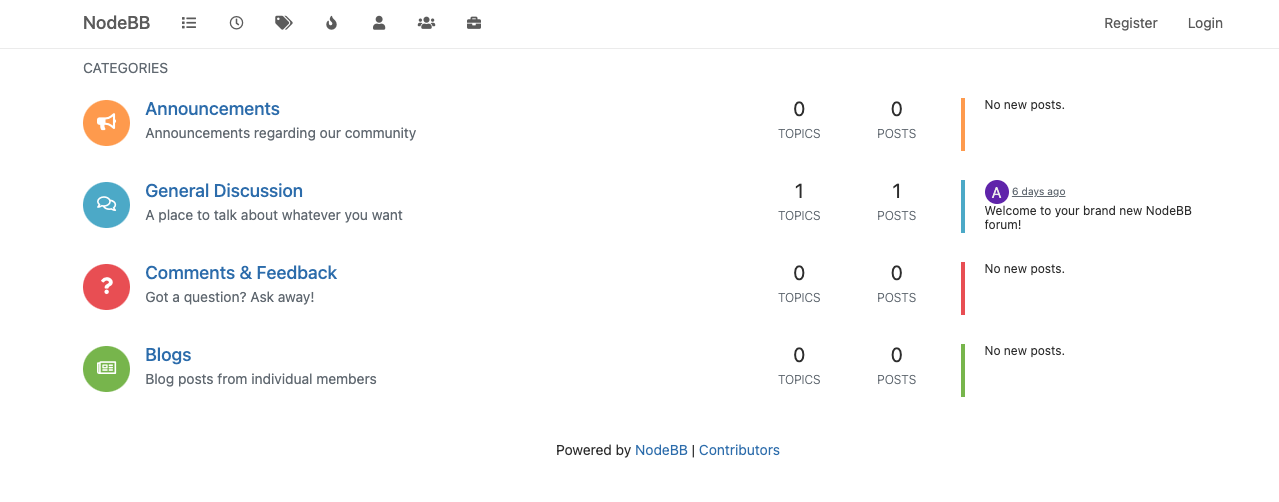 NodeBB Register Login
CATEGORIES
Announcements
Announcements regarding our community
0
TOPICS
0
POSTS
No new posts.
General Discussion
A place to talk about whatever you want
1
TOPICS
1
POSTS
A 6 days ago
Welcome to your brand new NodeBB
forum!
Comments & Feedback
Got a question? Ask away!
0
TOPICS
0
POSTS
No new posts.
Blogs
Blog posts from individual members
0
TOPICS
0
POSTS
No new posts.
Powered by NodeBB | Contributors